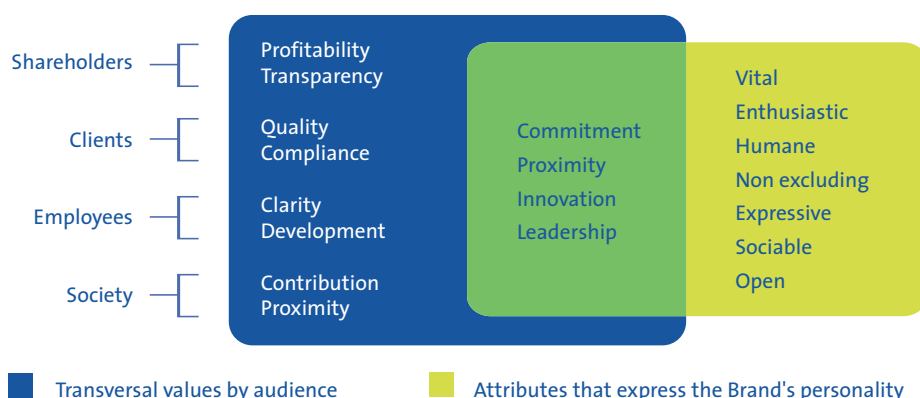 Shareholders
Profitability
Transparency
Clients
Quality
Compliance
Employees
Clarity
Development
Society
Contribution
Proximity
Commitment
Proximity
Innovation
Leadership
Vital
Enthusiastic
Humane
Non excluding
Expressive
Sociable
Open
Transversal values by audience
Attributes that express the Brand's personality